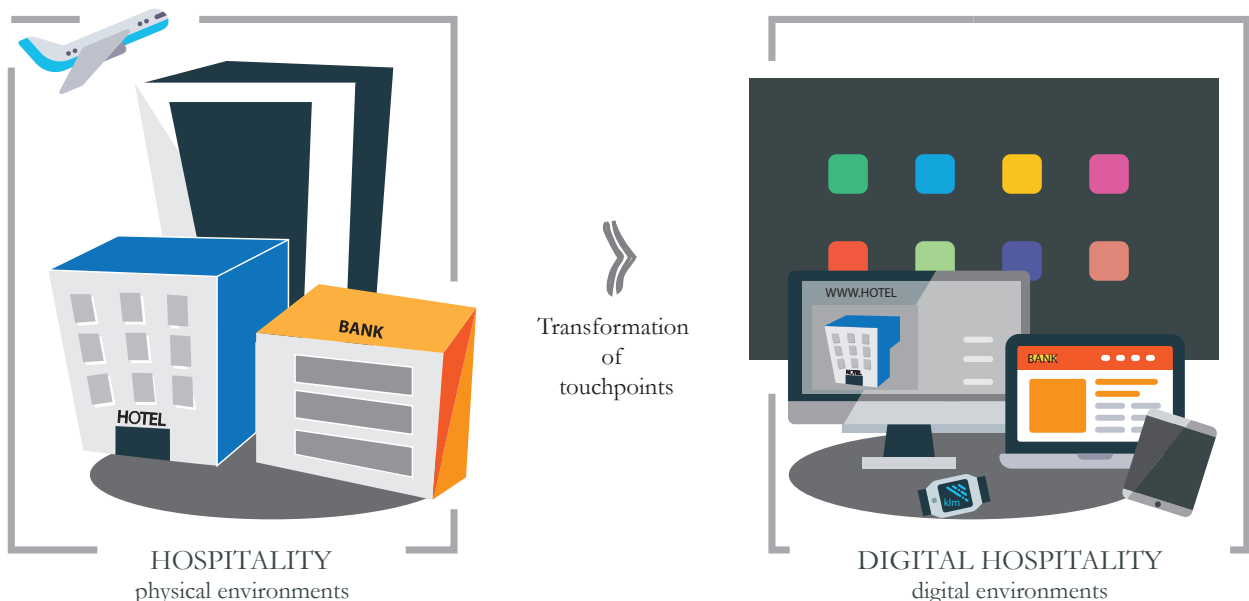 HOTEL
BANK
HOSPITALITY
physical environments
Transformation
of
touchpoints
WWW.HOTEL
BANK
klm
DIGITAL HOSPITALITY
digital environments